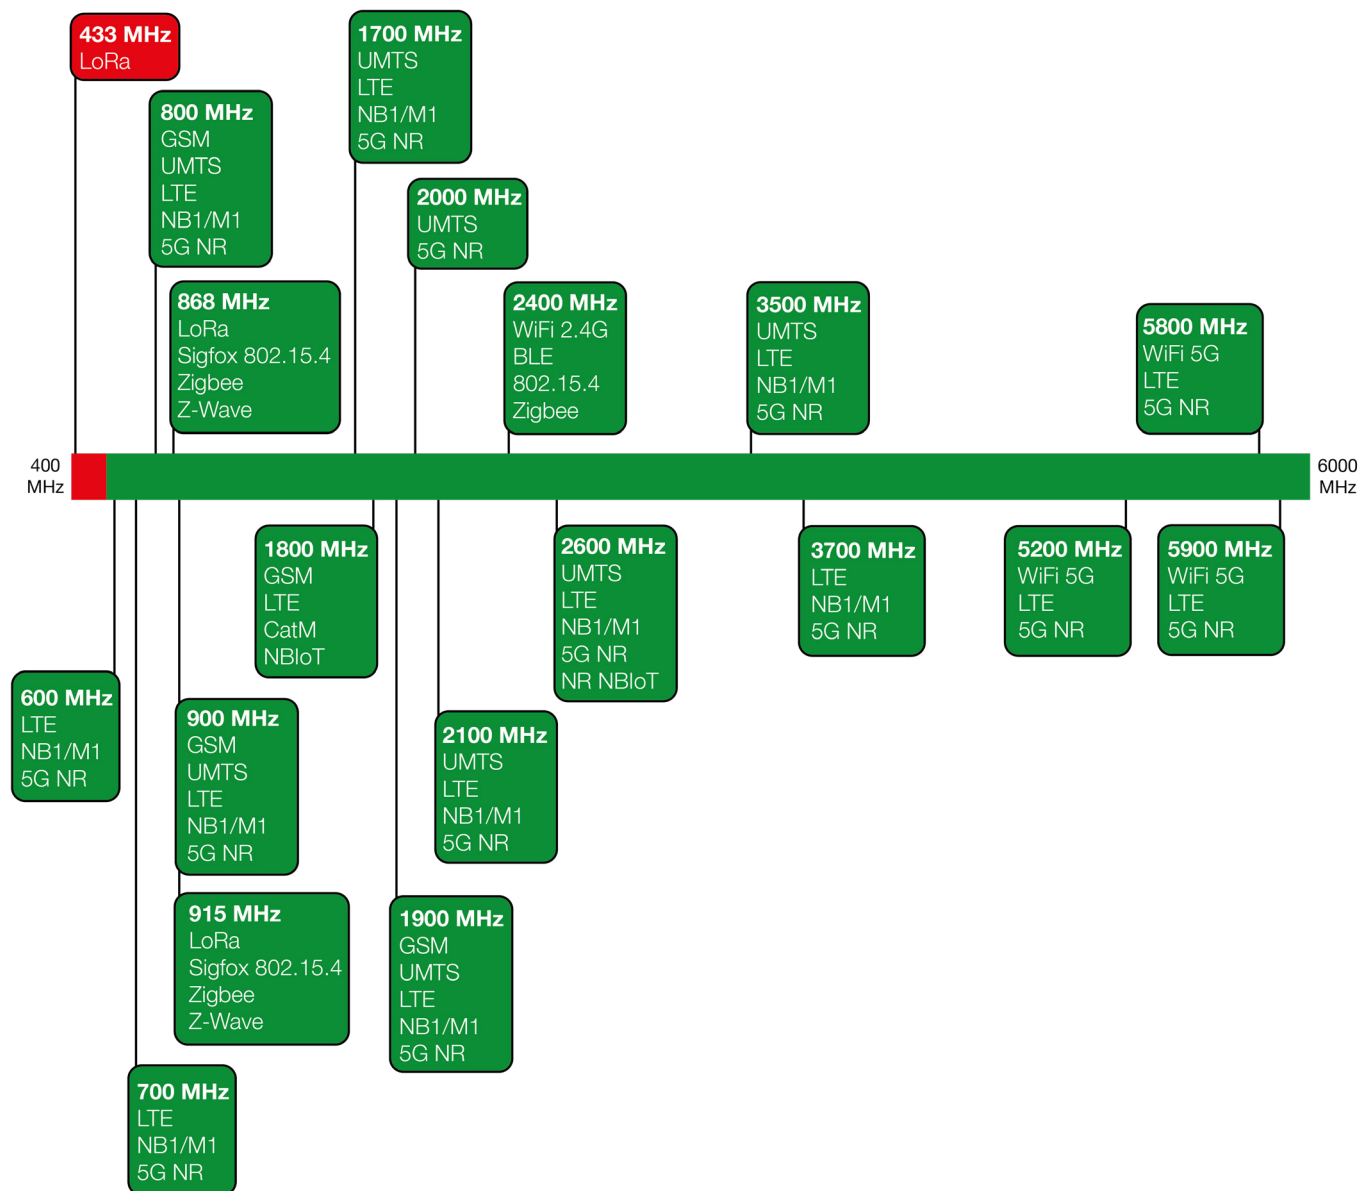 433 MHz
LoRa
800 MHz
GSM
UMTS
LTE
NB1/M1
5G NR
868 MHz
LoRa
Sigfox 802.15.4
Zigbee
Z-Wave
1700 MHz
UMTS
LTE
NB1/M1
5G NR
2000 MHz
UMTS
5G NR
2400 MHz
WiFi 2.4G
BLE
802.15.4
Zigbee
3500 MHz
UMTS
LTE
NB1/M1
5G NR
5800 MHz
WiFi 5G
LTE
5G NR
400
MHz
6000
MHz
600 MHz
LTE
NB1/M1
5G NR
700 MHz
LTE
NB1/M1
5G NR
900 MHz
GSM
UMTS
LTE
NB1/M1
5G NR
915 MHz
LoRa
Sigfox 802.15.4
Zigbee
Z-Wave
1800 MHz
GSM
LTE
CatM
NBIoT
1900 MHz
GSM
UMTS
LTE
NB1/M1
5G NR
2100 MHz
UMTS
LTE
NB1/M1
5G NR
2600 MHz
UMTS
LTE
NB1/M1
5G NR
NR NBIoT
3700 MHz
LTE
NB1/M1
5G NR
5200 MHz
WiFi 5G
LTE
5G NR
5900 MHz
WiFi 5G
LTE
5G NR